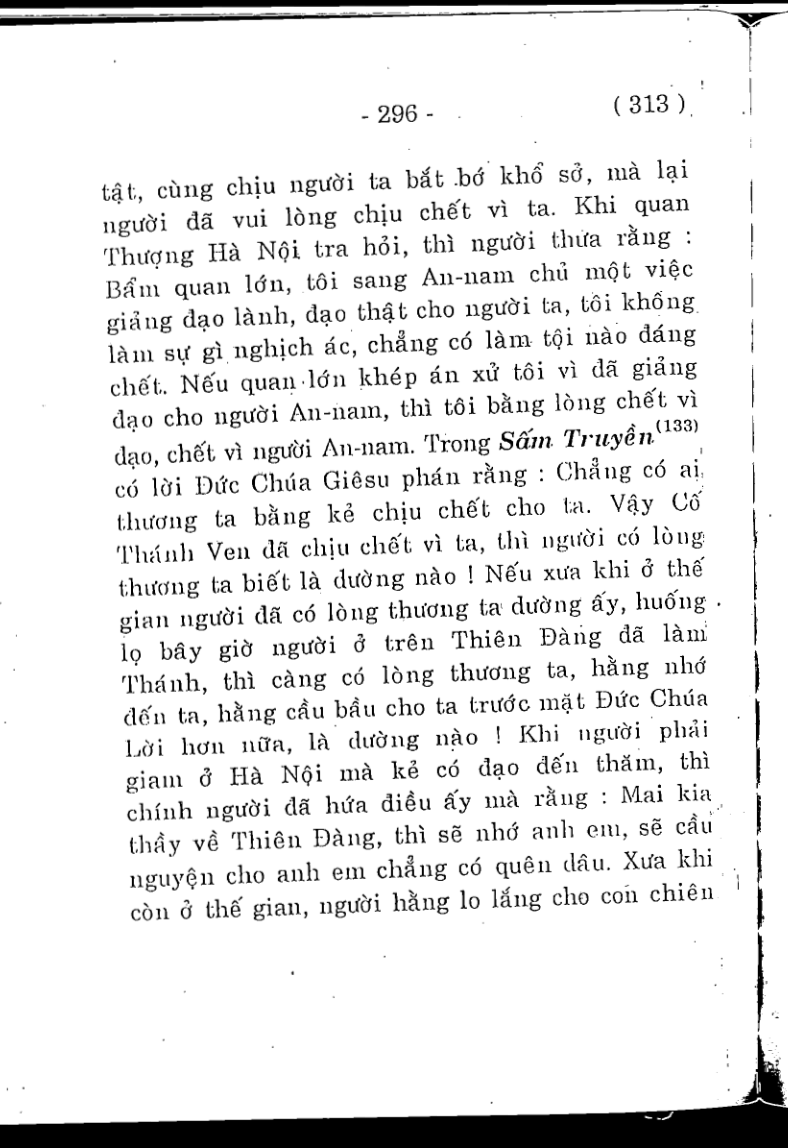 - 296 -
( 313 )
tật, cùng chịu người ta bắt bớ khổ sở, mà lại
người đã vui lòng chịu chết vì ta. Khi quan
Thượng Hà Nội tra hỏi, thì người thưa rằng :
Bẩm quan lớn, tôi sang An-nam chủ một việc
giảng đạo lành, đạo thật cho người ta, tôi không
làm sự gì nghịch ác, chẳng có làm tội nào đáng
chết. Nếu quan lớn khép án xử tôi vì đã giảng
đạo cho người An-nam, thì tôi bằng lòng chết vì
đạo, chết vì người An-nam. Trong Sấm Truyền(133)
có lời Đức Chúa Giêsu phán rằng : Chẳng có ai
thương ta bằng kẻ chịu chết cho ta. Vậy Cố
Thánh Ven đã chịu chết vì ta, thì người có lòng
thương ta biết là dường nào ! Nếu xưa khi ở thế
gian người đã có lòng thương ta dường ấy, huống
lọ bây giờ người ở trên Thiên Đàng đã làm
Thánh, thì càng có lòng thương ta, hằng nhớ
đến ta, hằng cầu bầu cho ta trước mặt Đức Chúa
Lời hơn nữa, là dường nào ! Khi người phải
giam ở Hà Nội mà kẻ có đạo đến thăm, thì
chính người đã hứa điều ấy mà rằng : Mai kia
thầy về Thiên Đàng, thì sẽ nhớ anh em, sẽ cầu
nguyện cho anh em chẳng có quên dâu. Xưa khi
còn ở thế gian, người hằng lo lắng cho con chiên